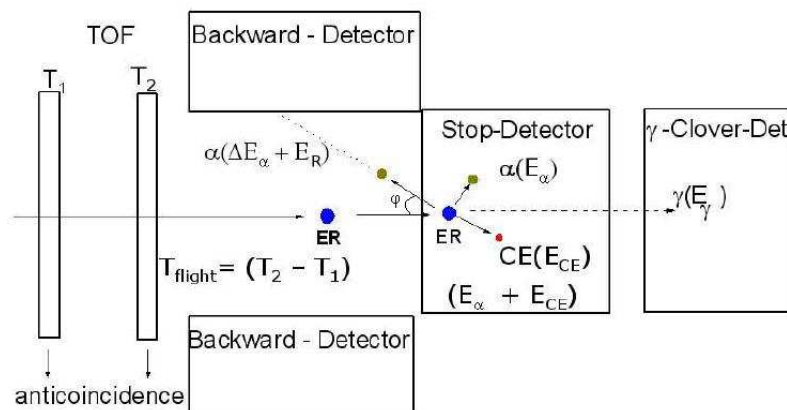 TOF
T1
T2
Backward - Detector
Stop-Detector
γ-Clover-Det
α(ΔEα + ER)
α(Eα)
γ(Eγ)
φ
ER
ER
CE(ECE)
Tflight= (T2 – T1)
(Eα + ECE)
Backward - Detector
anticoincidence